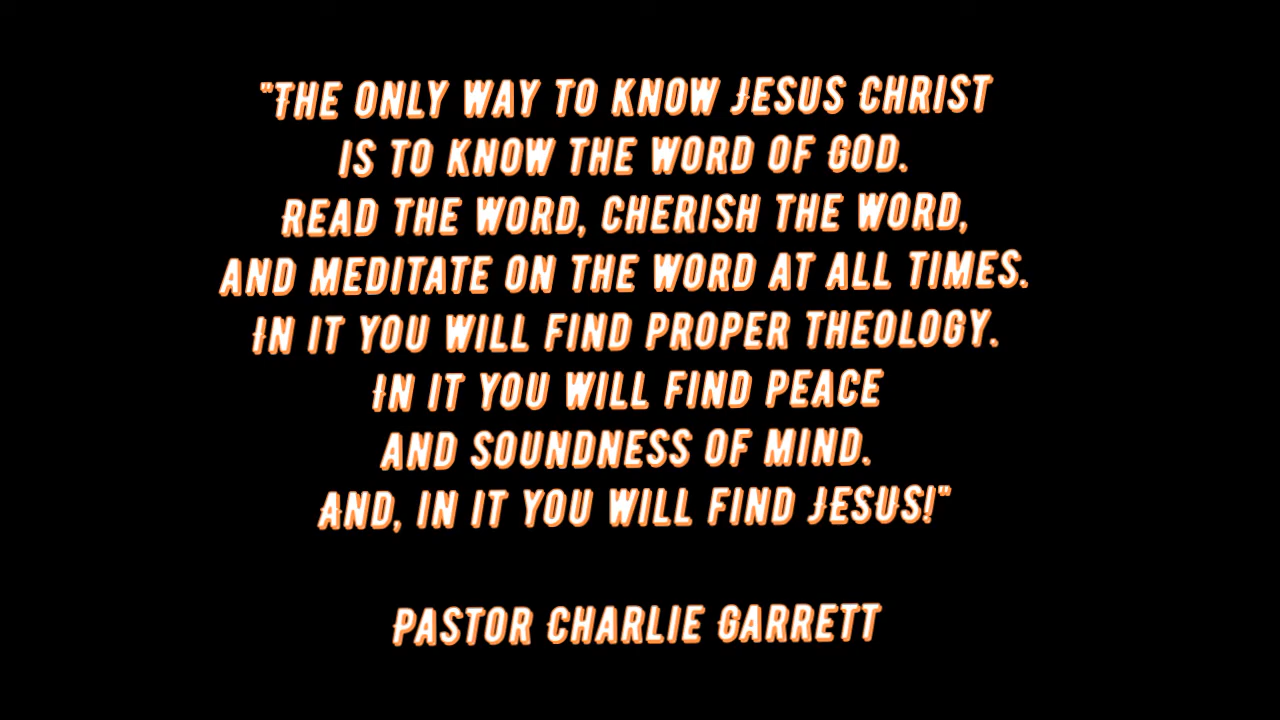 "The only way to know Jesus Christ
is to know the word of God.
Read the word, cherish the word,
and meditate on the word at all times.
In it you will find proper theology.
In it you will find peace
and soundness of mind.
And, in it you will find Jesus!"
Pastor Charlie Garrett